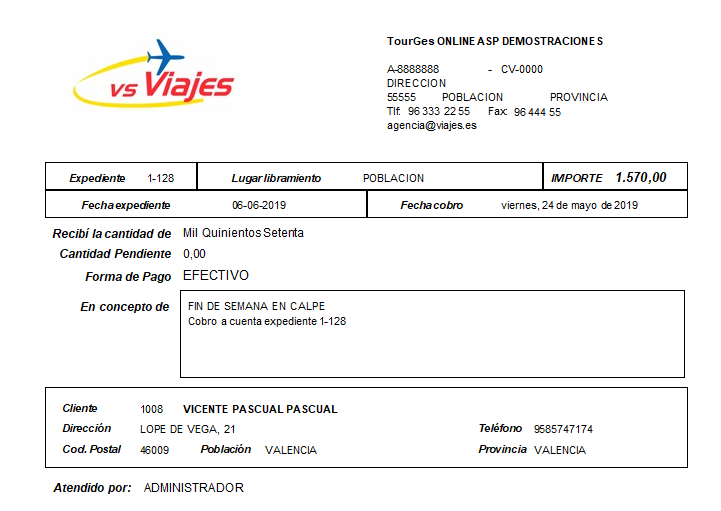 vs Viajes
TourGes ONLINE ASP DEMOSTRACIONES
A-8888888 - CV-0000
DIRECCION
55555 POBLACION PROVINCIA
Tlf: 96 333 22 55 Fax: 96 444 55
agencia@viajes.es
Expediente 1-128 Lugar libramiento POBLACION IMPORTE 1.570,00
Fecha expediente 06-06-2019 Fecha cobro viernes, 24 de mayo de 2019
Recibí la cantidad de Mil Quinientos Setenta
Cantidad Pendiente 0,00
Forma de Pago EFECTIVO
En concepto de FIN DE SEMANA EN CALPE
Cobro a cuenta expediente 1-128
Cliente 1008 VICENTE PASCUAL PASCUAL
Dirección LOPE DE VEGA, 21 Teléfono 9585747174
Cod. Postal 46009 Población VALENCIA Provincia VALENCIA
Atendido por: ADMINISTRADOR